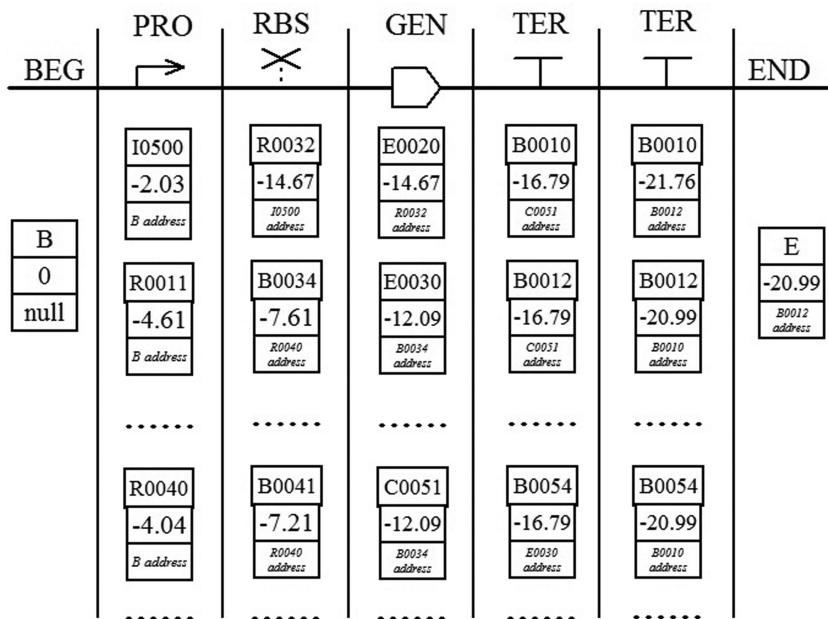 PRO RBS GEN TER TER
BEG END
I0500 R0032 E0020 B0010 B0010
-2.03 -14.67 -14.67 -16.79 -21.76
B address I0500 address R0032 address C0051 address B0012 address
B
0
null
E
-20.99
B0012 address
R0011 B0034 E0030 B0012 B0012
-4.61 -7.61 -12.09 -16.79 -20.99
B address R0040 address B0034 address C0051 address B0010 address
R0040 B0041 C0051 B0054 B0054
-4.04 -7.21 -12.09 -16.79 -20.99
B address R0040 address B0034 address E0030 address B0010 address